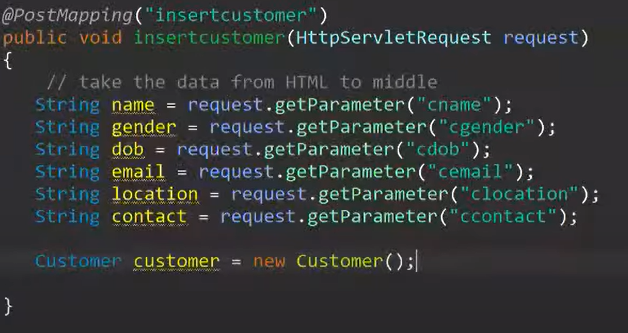 @PostMapping("insertcustomer")
public void insertcustomer(HttpServletRequest request)
{
// take the data from HTML to middle
String name = request.getParameter("cname");
String gender = request.getParameter("cgender");
String dob = request.getParameter("cdob");
String email = request.getParameter("cemail");
String location = request.getParameter("clocation");
String contact = request.getParameter("ccontact");
Customer customer = new Customer();
}